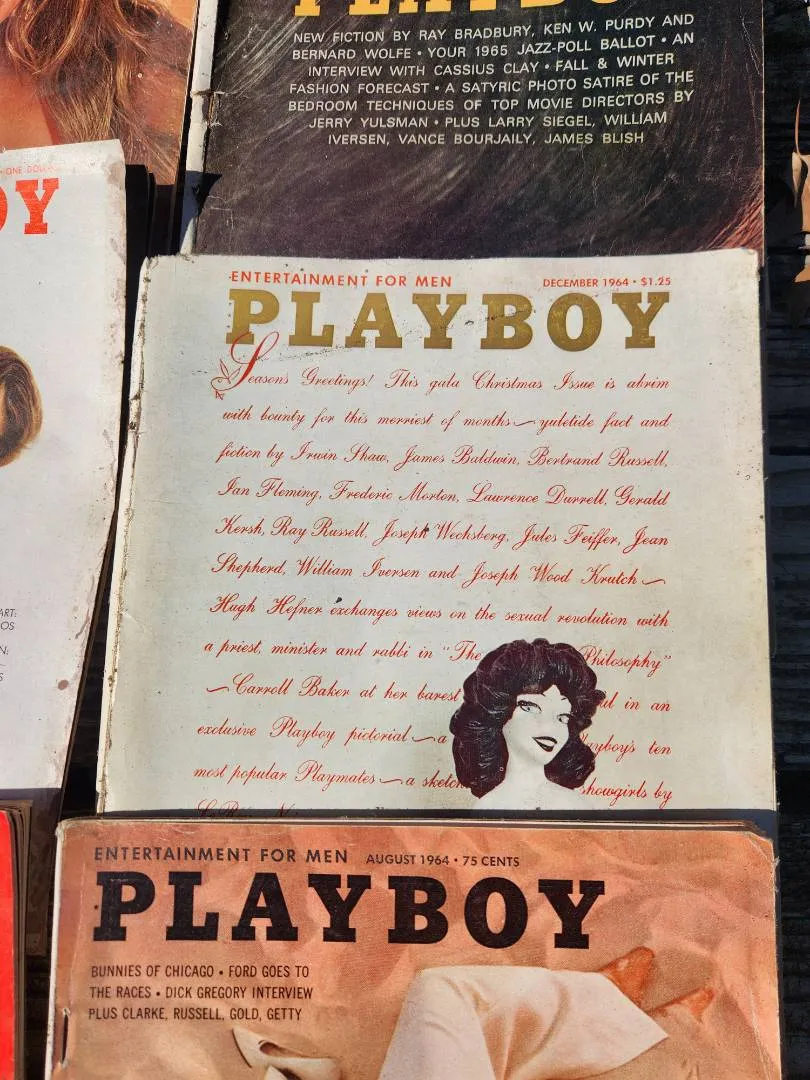 NEW FICTION BY RAY BRADBURY, KEN W. PURDY AND
BERNARD WOLFE • YOUR 1965 JAZZ-POLL BALLOT • AN
INTERVIEW WITH CASSIUS CLAY • FALL & WINTER
FASHION FORECAST • A SATYRIC PHOTO SATIRE OF THE
BEDROOM TECHNIQUES OF TOP MOVIE DIRECTORS BY
JERRY YULSMAN • PLUS LARRY SIEGEL, WILLIAM
IVERSEN, VANCE BOURJAILY, JAMES BLISH
OY
ENTERTAINMENT FOR MEN DECEMBER 1964 • $1.25
PLAYBOY
Seasons Greetings! This gala Christmas Issue is abrim
with bounty for this merriest of months — yuletide fact and
fiction by Irwin Shaw, James Baldwin, Bertrand Russell,
Ian Fleming, Frederic Morton, Lawrence Durrell, Gerald
Kersh, Ray Russell, Joseph Wechsberg, Jules Feiffer, Jean
Shepherd, William Iversen and Joseph Wood Krutch —
Hugh Hefner exchanges views on the sexual revolution with
a priest, minister and rabbi in "The Philosophy"
— Carroll Baker at her barest ul in an
exclusive Playboy pictorial — a layboy's ten
most popular Playmates — a sketch howgirls by
ENTERTAINMENT FOR MEN AUGUST 1964 • 75 CENTS
PLAYBOY
BUNNIES OF CHICAGO • FORD GOES TO
THE RACES • DICK GREGORY INTERVIEW
PLUS CLARKE, RUSSELL, GOLD, GETTY